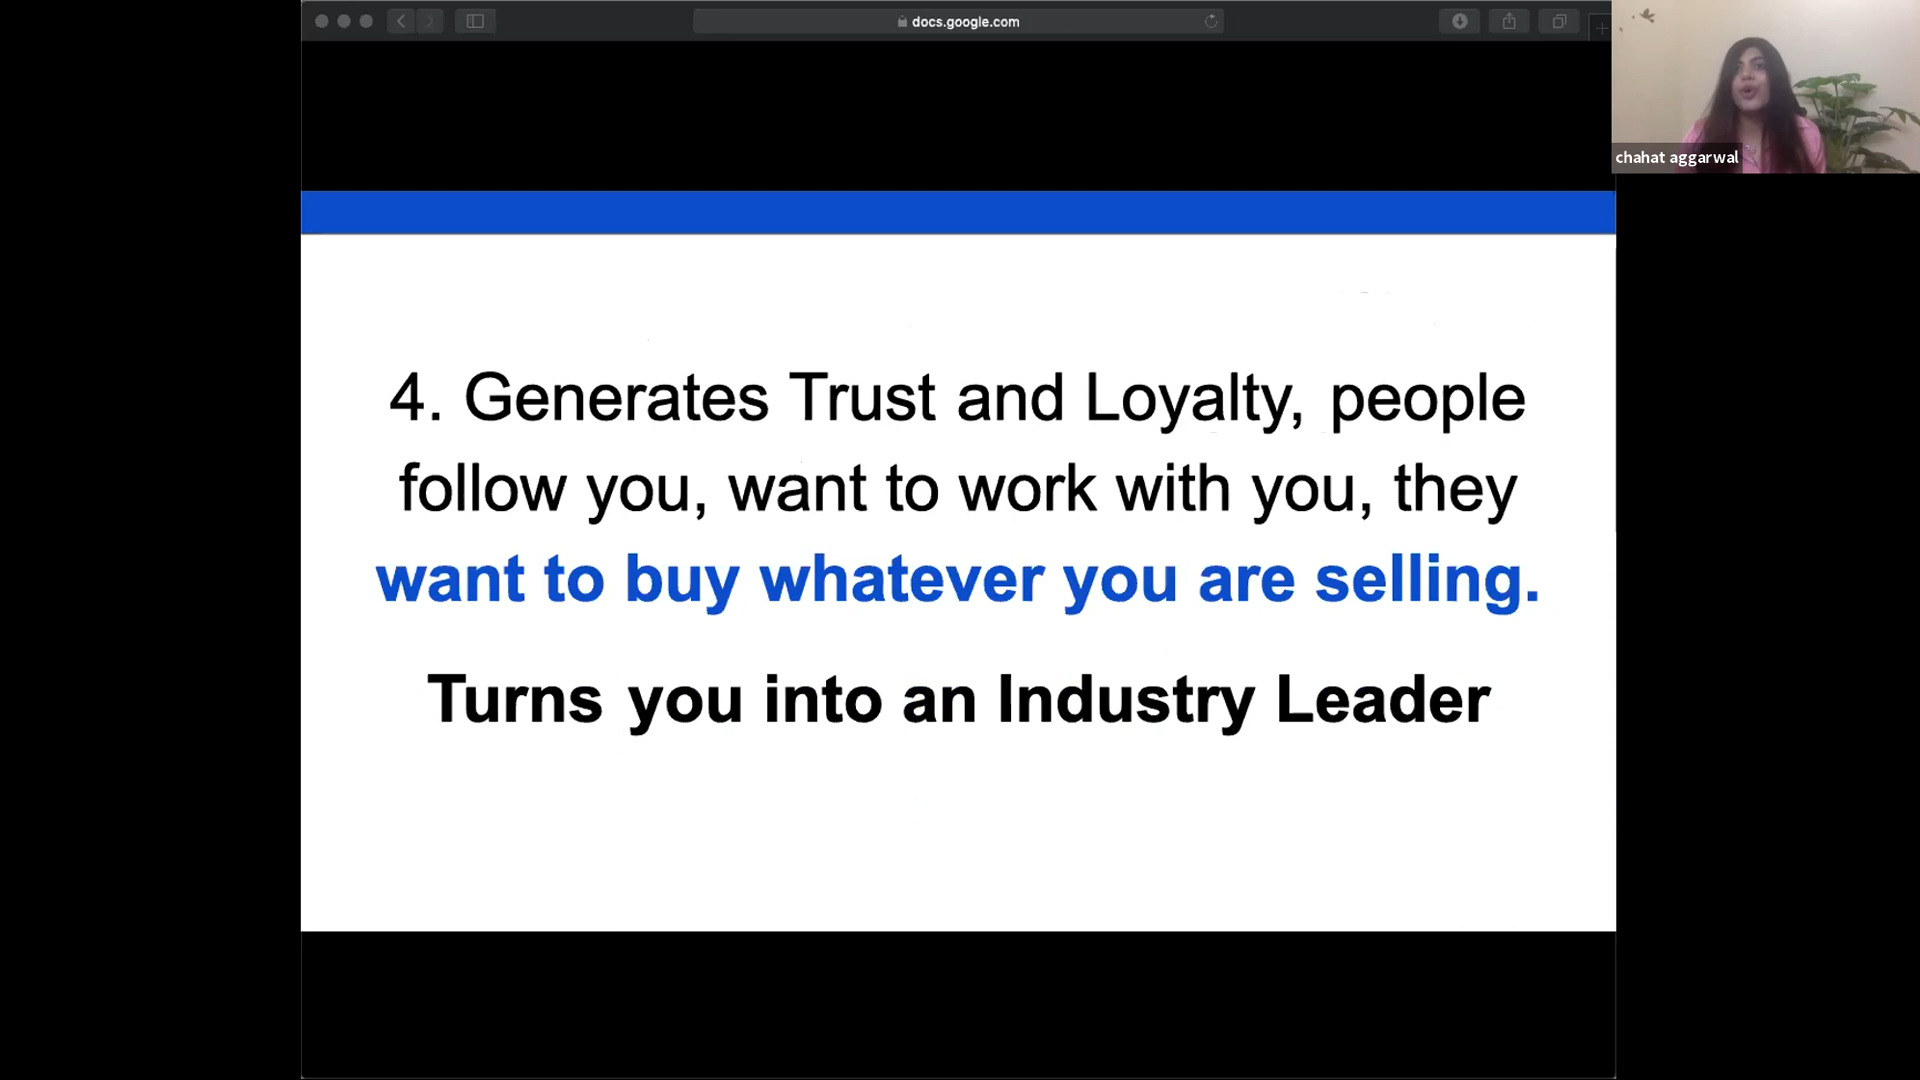 docs.google.com
chahat aggarwal
4. Generates Trust and Loyalty, people
follow you, want to work with you, they
want to buy whatever you are selling.
Turns you into an Industry Leader